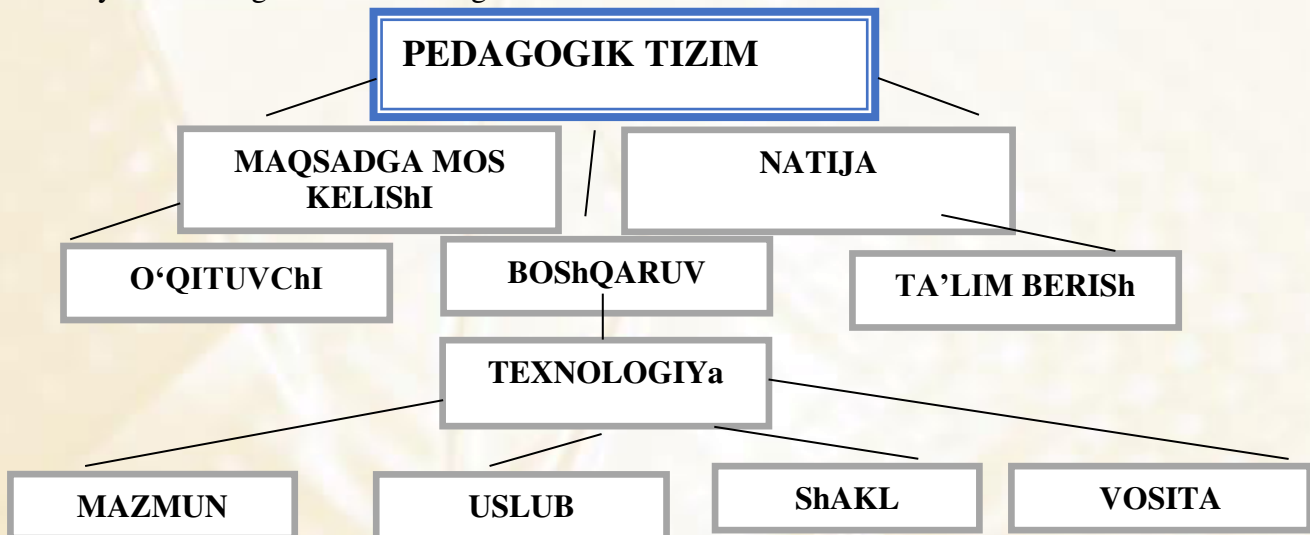 PEDAGOGIK TIZIM
MAQSADGA MOS
KELIShI
NATIJA
O‘QITUVChI
BOShQARUV
TA’LIM BERISh
TEXNOLOGIYa
MAZMUN
USLUB
ShAKL
VOSITA